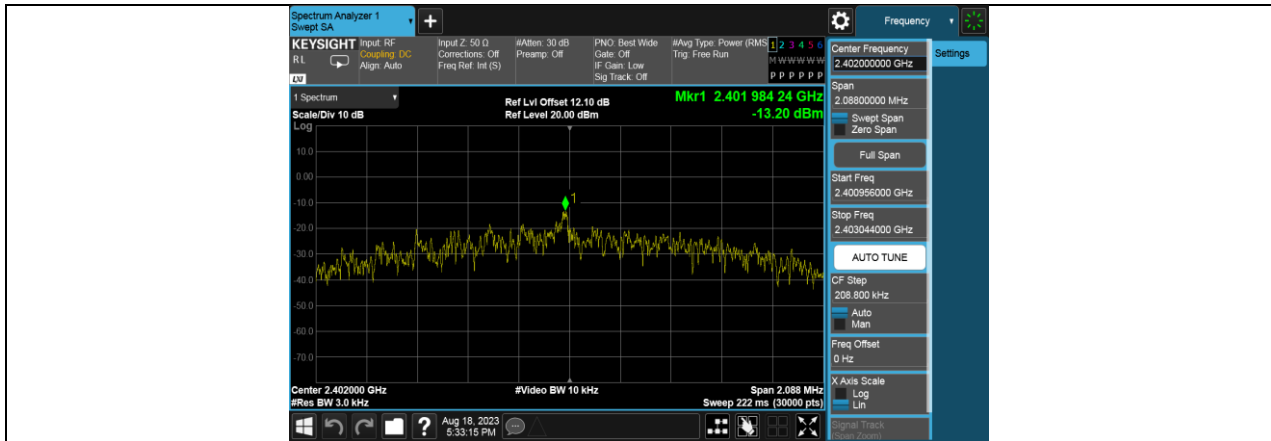 Spectrum Analyzer 1
Swept SA
+
Frequency
KEYSIGHT
RL
LXI
Input: RF
Coupling: DC
Align: Auto
Input Z: 50 Ω
Corrections: Off
Freq Ref: Int (S)
#Atten: 30 dB
Preamp: Off
PNO: Best Wide
Gate: Off
IF Gain: Low
Sig Track: Off
#Avg Type: Power (RMS
Trig: Free Run
1 2 3 4 5 6
M W W W W W
P P P P P P
1 Spectrum
Scale/Div 10 dB
Log
Ref Lvl Offset 12.10 dB
Ref Level 20.00 dBm
Mkr1 2.401 984 24 GHz
-13.20 dBm
10.0
0.00
-10.0
-20.0
-30.0
-40.0
-50.0
-60.0
-70.0
1
Center 2.402000 GHz
#Res BW 3.0 kHz
#Video BW 10 kHz
Span 2.088 MHz
Sweep 222 ms (30000 pts)
?
Aug 18, 2023
5:33:15 PM
Center Frequency
2.402000000 GHz
Span
2.08800000 MHz
Swept Span
Zero Span
Full Span
Start Freq
2.400956000 GHz
Stop Freq
2.403044000 GHz
AUTO TUNE
CF Step
208.800 kHz
Auto
Man
Freq Offset
0 Hz
X Axis Scale
Log
Lin
Signal Track
(Span Zoom)
Settings